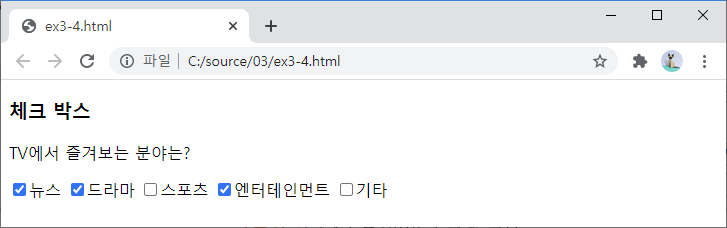 ex3-4.html
파일 C:/source/03/ex3-4.html
체크 박스
TV에서 즐겨보는 분야는?
뉴스 드라마 스포츠 엔터테인먼트 기타